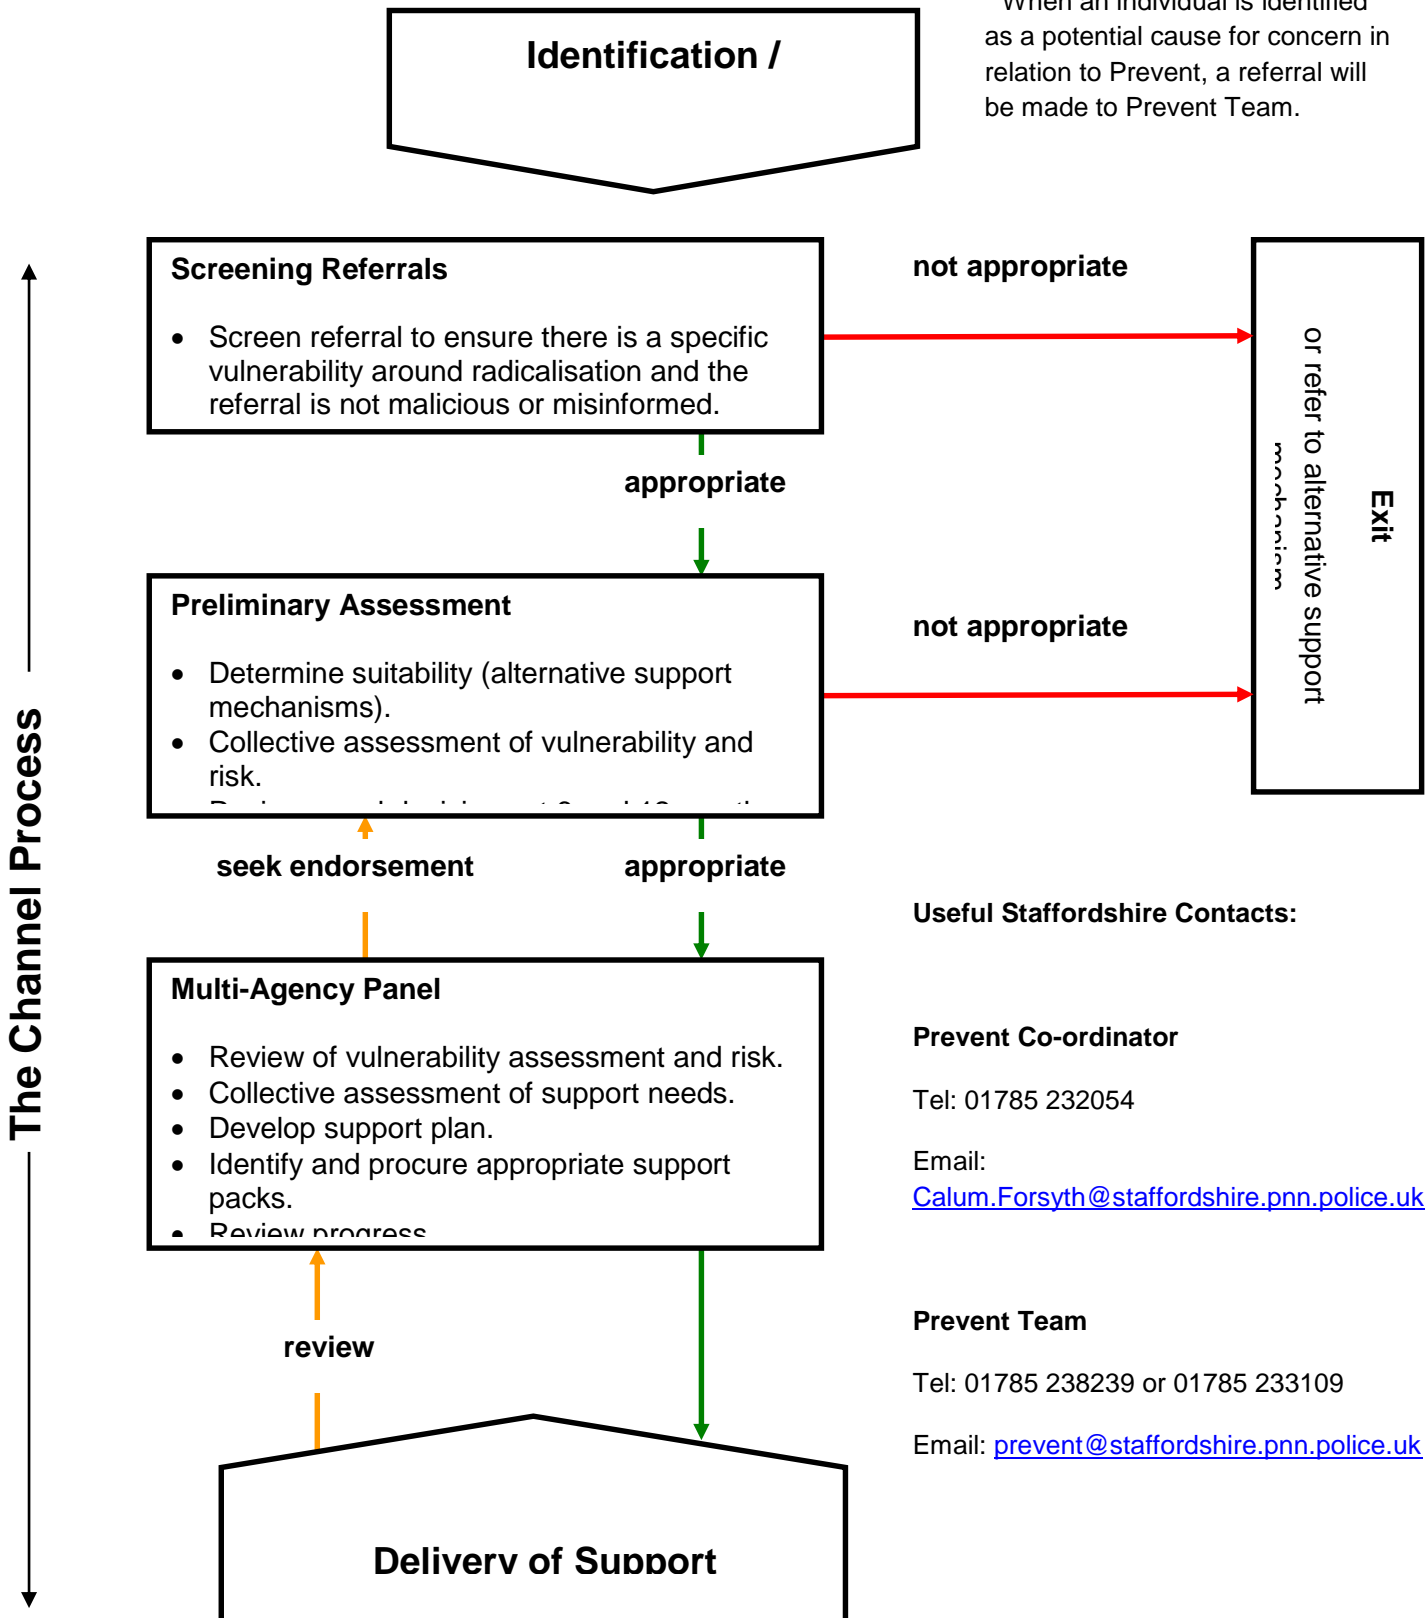 Identification /
When an individual is identified
as a potential cause for concern in
relation to Prevent, a referral will
be made to Prevent Team.
The Channel Process
Screening Referrals
• Screen referral to ensure there is a specific
vulnerability around radicalisation and the
referral is not malicious or misinformed.
not appropriate
Exit
or refer to alternative support
mechanism
appropriate
Preliminary Assessment
• Determine suitability (alternative support
mechanisms).
• Collective assessment of vulnerability and
risk.
not appropriate
seek endorsement
appropriate
Multi-Agency Panel
• Review of vulnerability assessment and risk.
• Collective assessment of support needs.
• Develop support plan.
• Identify and procure appropriate support
packs.
• Review progress
review
Delivery of Support
Useful Staffordshire Contacts:
Prevent Co-ordinator
Tel: 01785 232054
Email:
Calum.Forsyth@staffordshire.pnn.police.uk
Prevent Team
Tel: 01785 238239 or 01785 233109
Email: prevent@staffordshire.pnn.police.uk